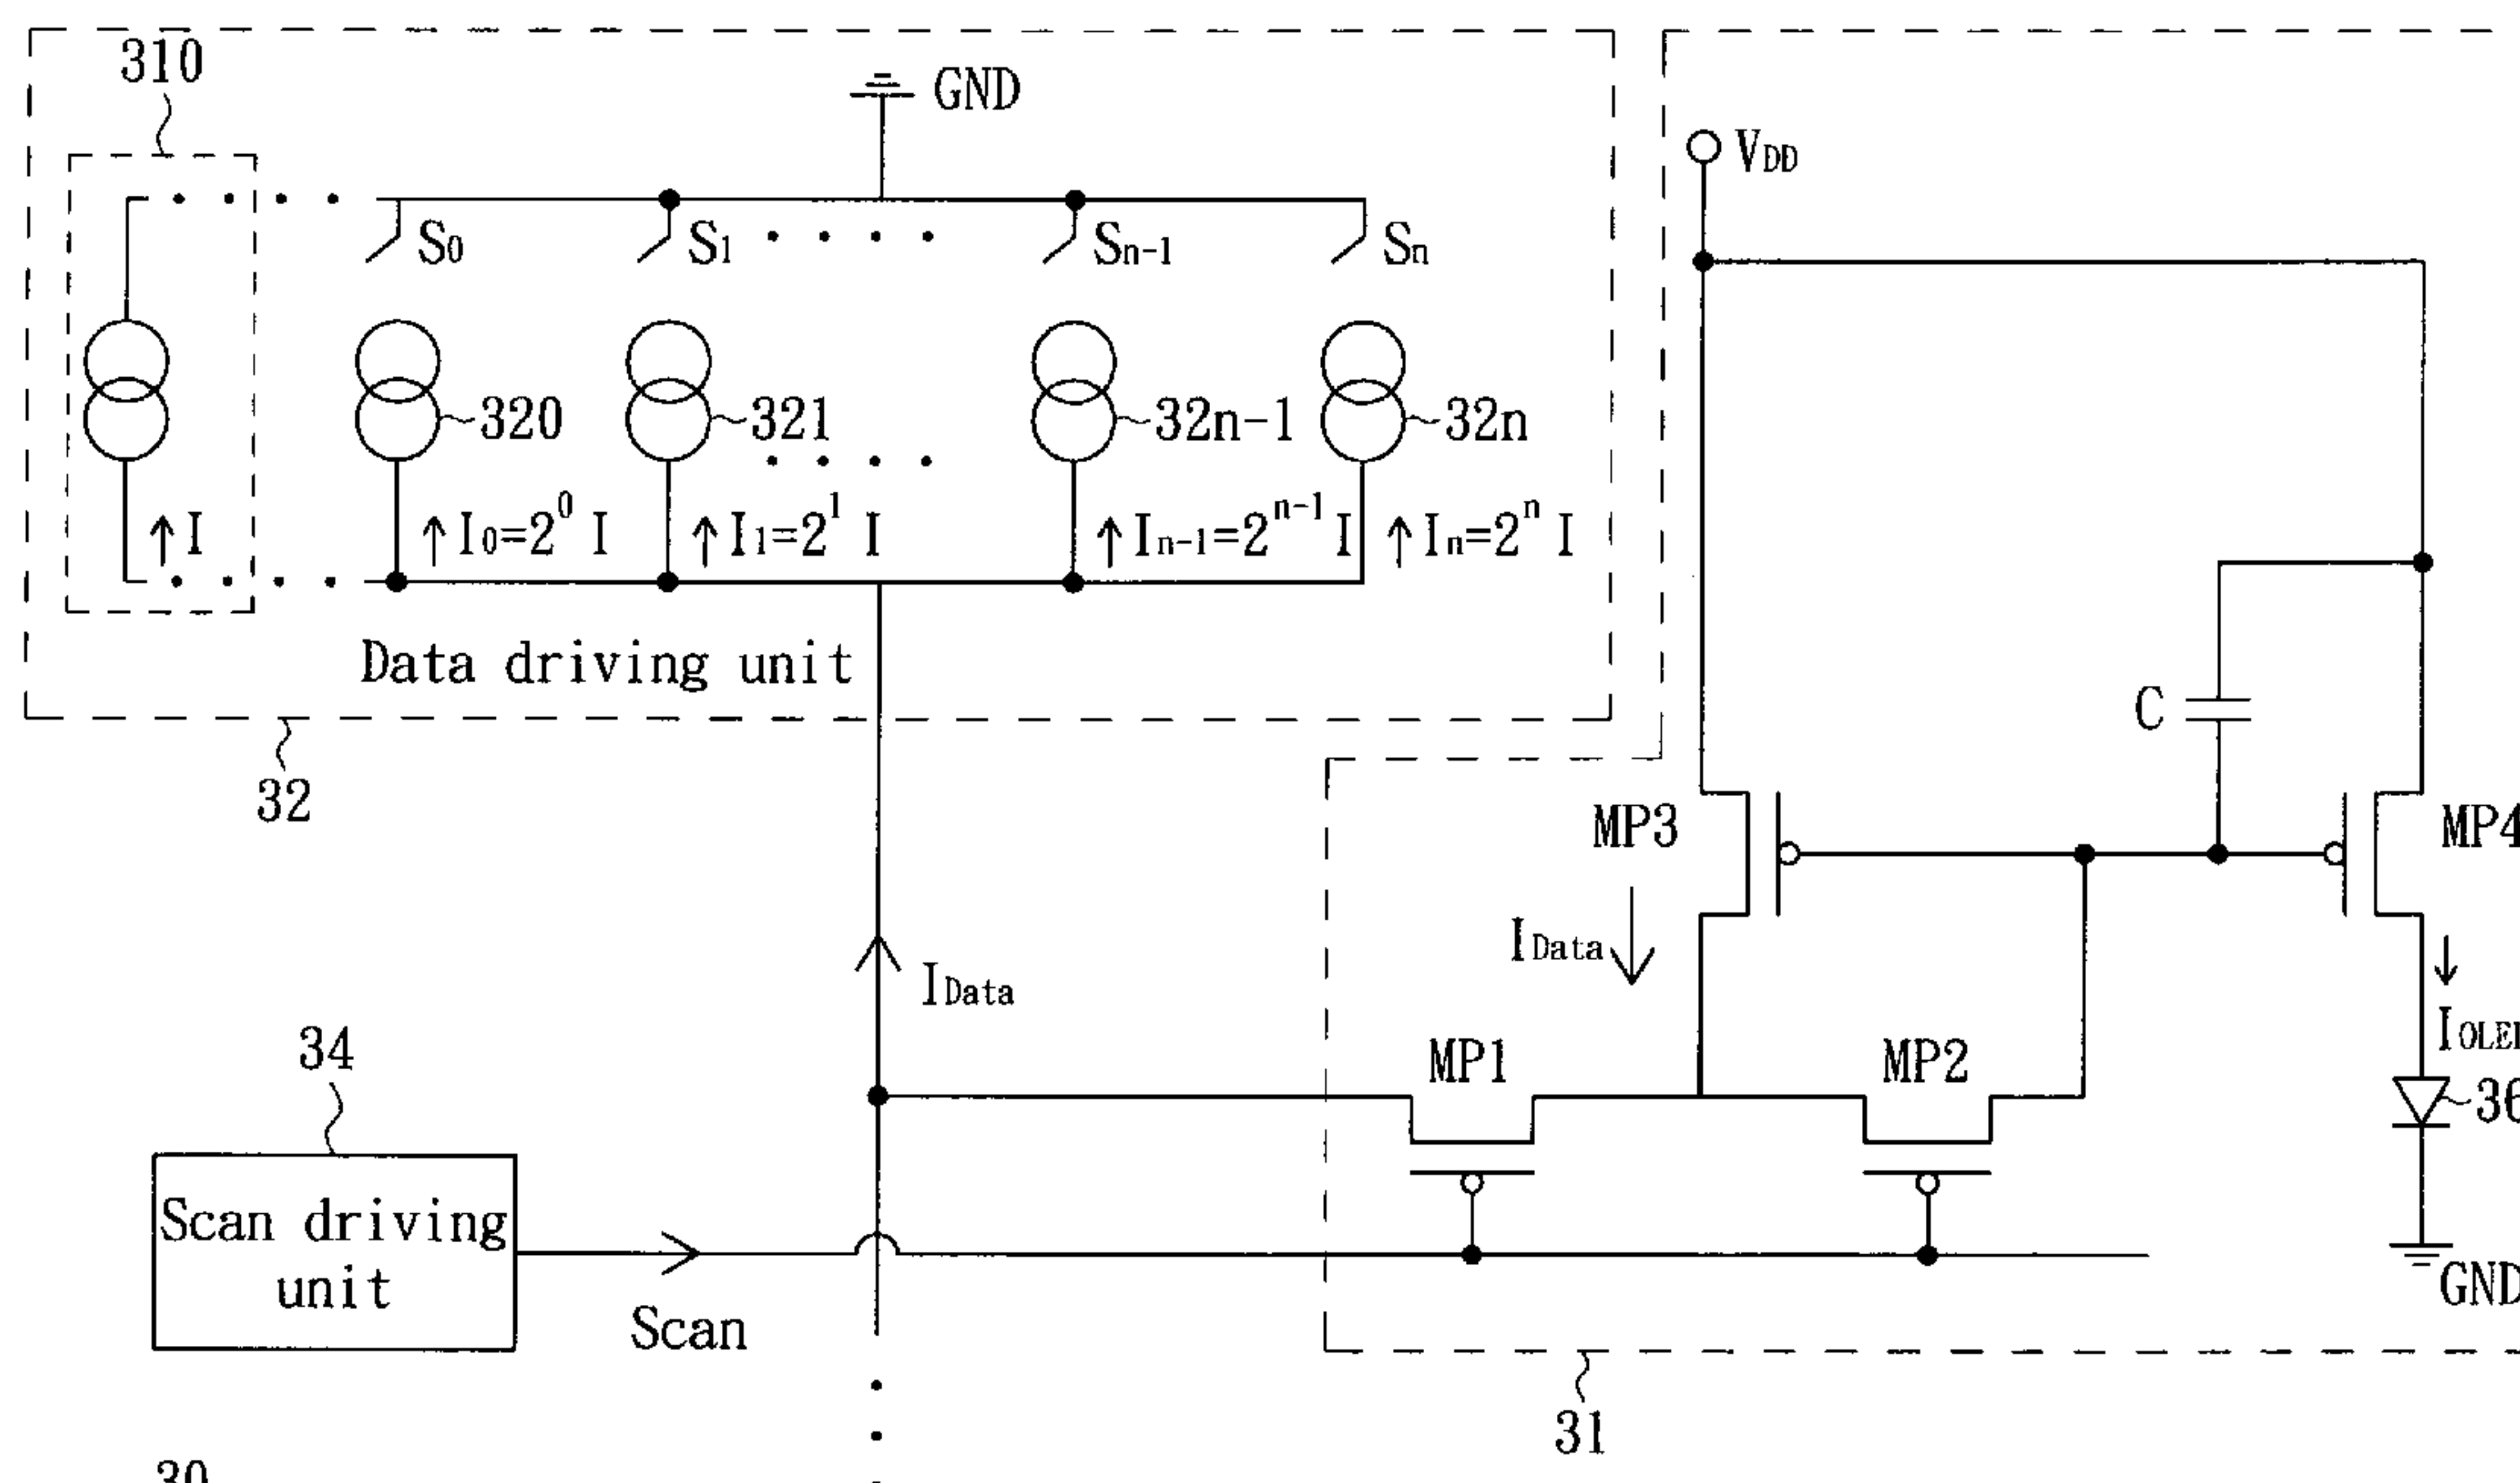 310
GND
VDD
S0
S1
Sn-1
Sn
320
321
32n-1
32n
I
I0=2^0 I
I1=2^1 I
In-1=2^n-1 I
In=2^n I
Data driving unit
32
C
MP3
MP4
IData
IData
34
MP1
MP2
36
Scan driving
unit
Scan
GND
31